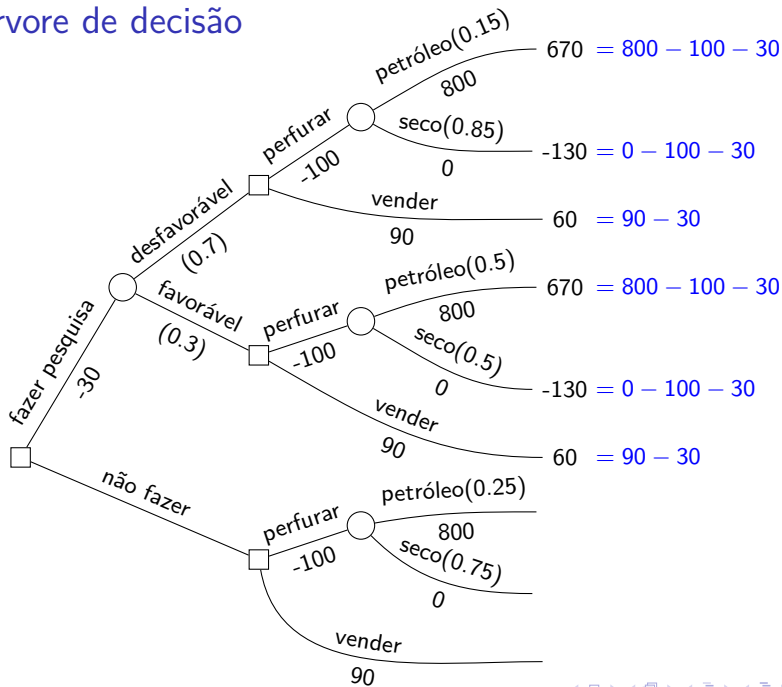 rvore de decisão
petróleo(0.15)
800
670 = 800 − 100 − 30
perfurar
-100
seco(0.85)
0
-130 = 0 − 100 − 30
desfavorável
(0.7)
vender
90
60 = 90 − 30
fazer pesquisa
-30
favorável
(0.3)
perfurar
-100
petróleo(0.5)
800
670 = 800 − 100 − 30
seco(0.5)
0
-130 = 0 − 100 − 30
vender
90
60 = 90 − 30
não fazer
perfurar
-100
petróleo(0.25)
800
seco(0.75)
0
vender
90